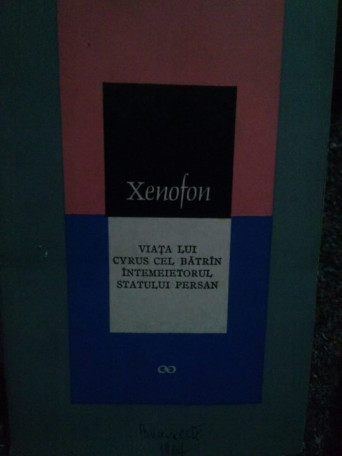 Xenofon
VIAȚA LUI
CYRUS CEL BĂTRÎN
ÎNTEMEIETORUL
STATULUI PERSAN